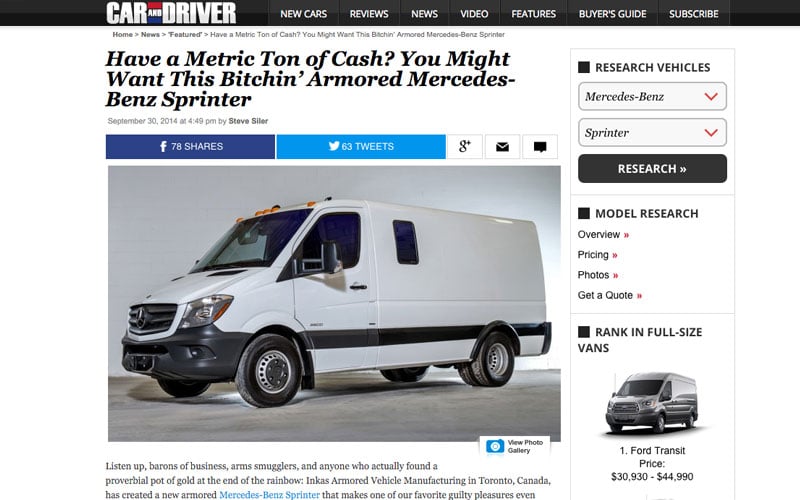 CAR AND DRIVER
NEW CARS REVIEWS NEWS VIDEO FEATURES BUYER'S GUIDE SUBSCRIBE
Home > News > 'Featured' > Have a Metric Ton of Cash? You Might Want This Bitchin' Armored Mercedes-Benz Sprinter
Have a Metric Ton of Cash? You Might
Want This Bitchin' Armored Mercedes-
Benz Sprinter
September 30, 2014 at 4:49 pm by Steve Siler
f 78 SHARES
63 TWEETS
g+
View Photo
Gallery
Listen up, barons of business, arms smugglers, and anyone who actually found a
proverbial pot of gold at the end of the rainbow: Inkas Armored Vehicle Manufacturing in Toronto, Canada,
has created a new armored Mercedes-Benz Sprinter that makes one of our favorite guilty pleasures even
RESEARCH VEHICLES
Mercedes-Benz
Sprinter
RESEARCH »
MODEL RESEARCH
Overview »
Pricing »
Photos »
Get a Quote »
RANK IN FULL-SIZE
VANS
1. Ford Transit
Price:
$30,930 - $44,990